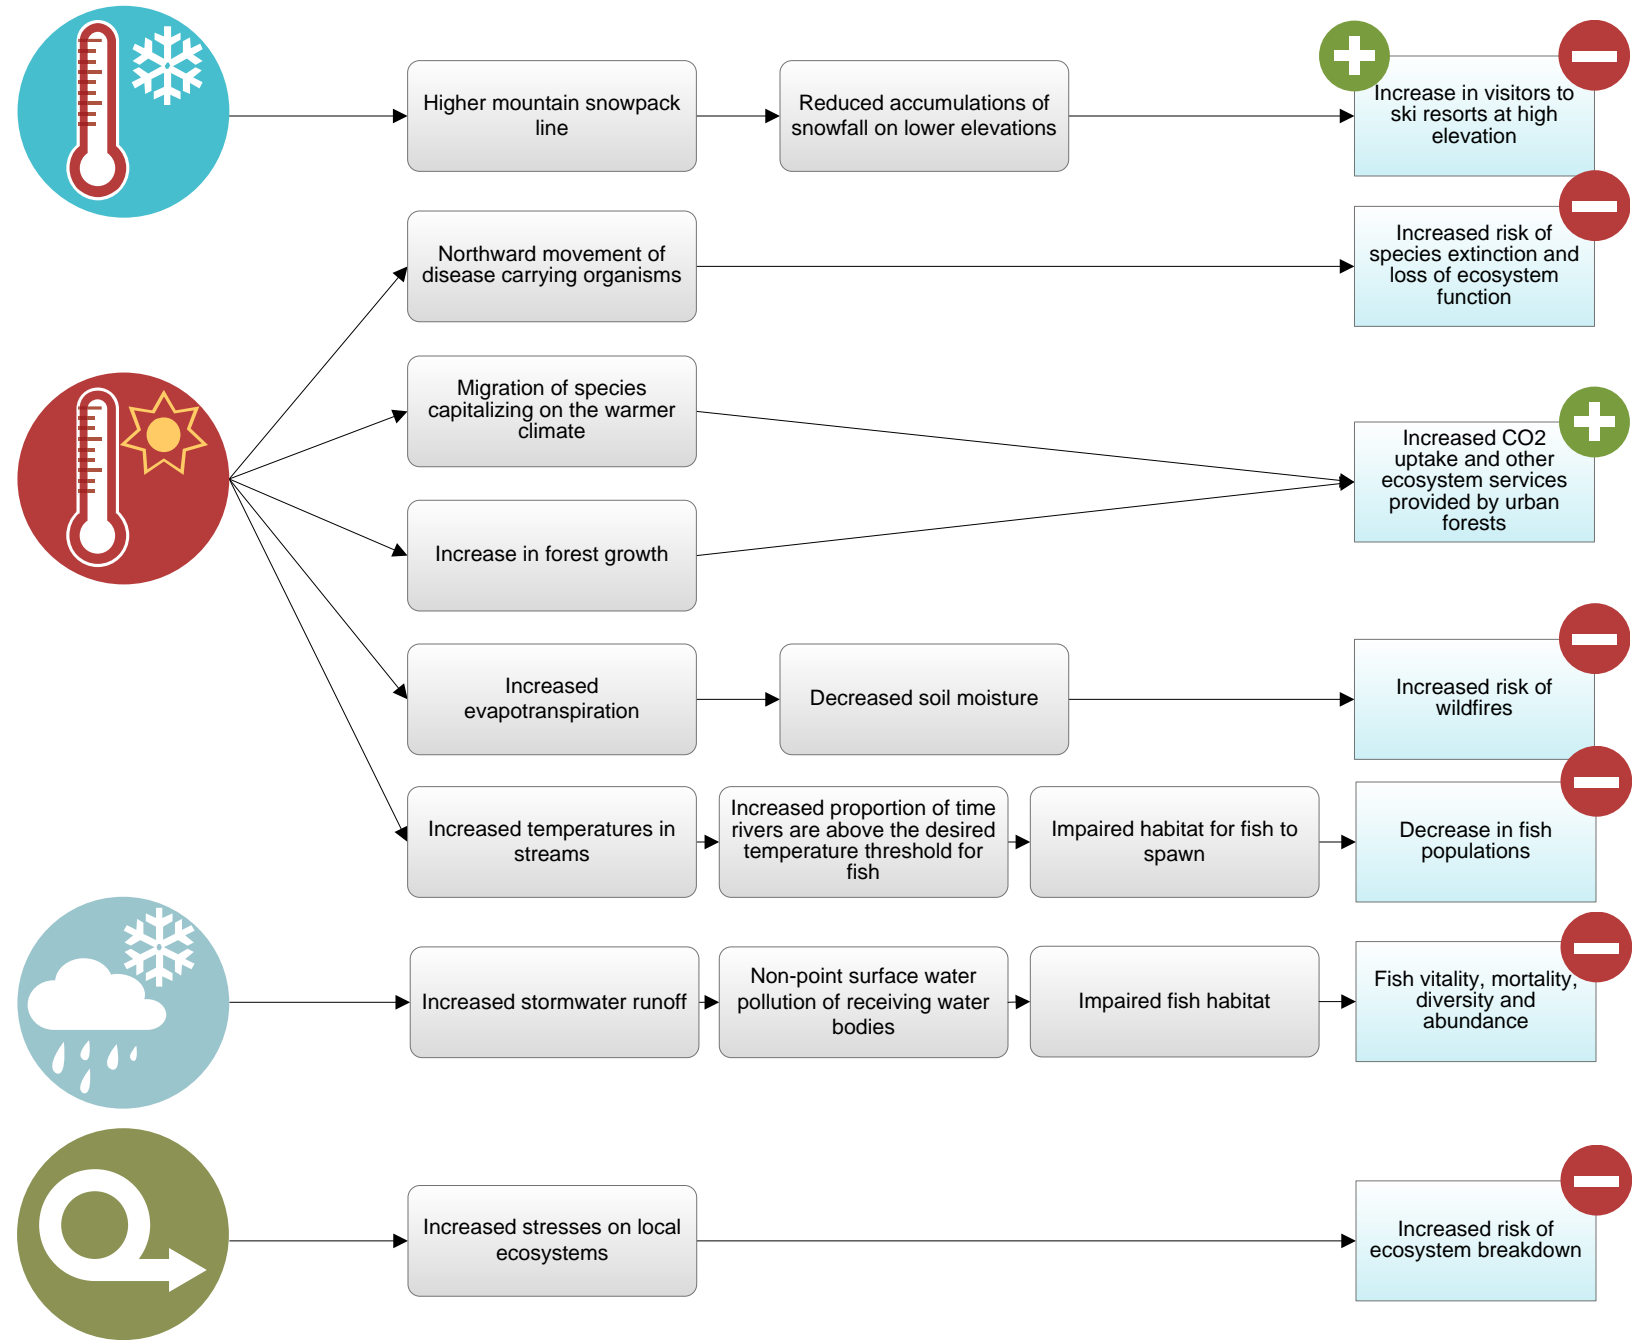 Higher mountain snowpack
line
Reduced accumulations of
snowfall on lower elevations
Increase in visitors to
ski resorts at high
elevation
Northward movement of
disease carrying organisms
Increased risk of
species extinction and
loss of ecosystem
function
Migration of species
capitalizing on the warmer
climate
Increase in forest growth
Increased CO2
uptake and other
ecosystem services
provided by urban
forests
Increased
evapotranspiration
Decreased soil moisture
Increased risk of
wildfires
Increased temperatures in
streams
Increased proportion of time
rivers are above the desired
temperature threshold for
fish
Impaired habitat for fish to
spawn
Decrease in fish
populations
Increased stormwater runoff
Non-point surface water
pollution of receiving water
bodies
Impaired fish habitat
Fish vitality, mortality,
diversity and
abundance
Increased stresses on local
ecosystems
Increased risk of
ecosystem breakdown